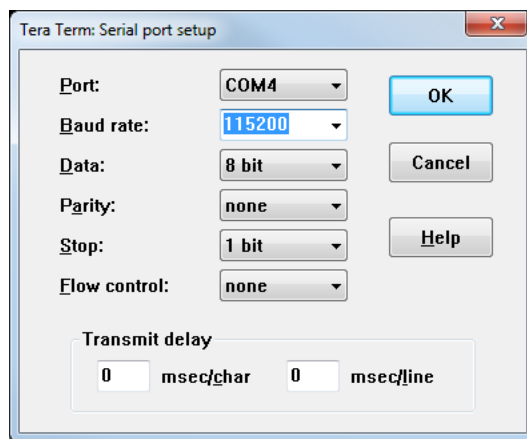 Tera Term: Serial port setup
Port: COM4
OK
Baud rate: 115200
Data: 8 bit
Cancel
Parity: none
Stop: 1 bit
Help
Flow control: none
Transmit delay
0 msec/char 0 msec/line